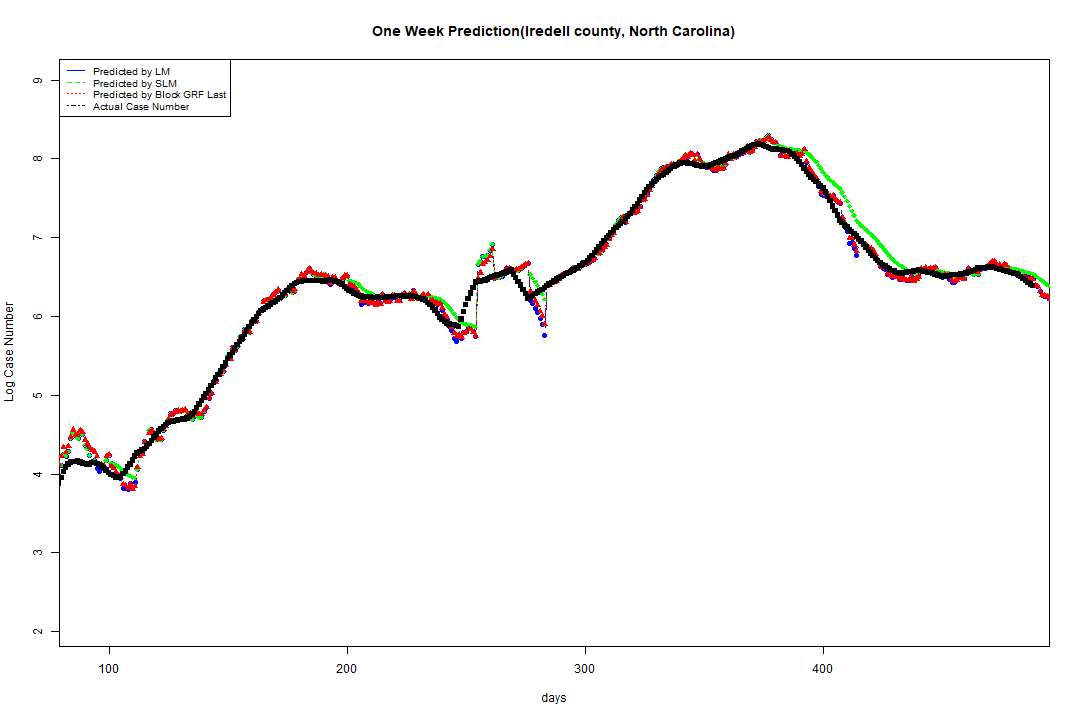 One Week Prediction(Iredell county, North Carolina)
Predicted by LM
Predicted by SLM
Predicted by Block GRF Last
Actual Case Number
9
8
7
6
5
4
3
2
Log Case Number
100 200 300 400
days